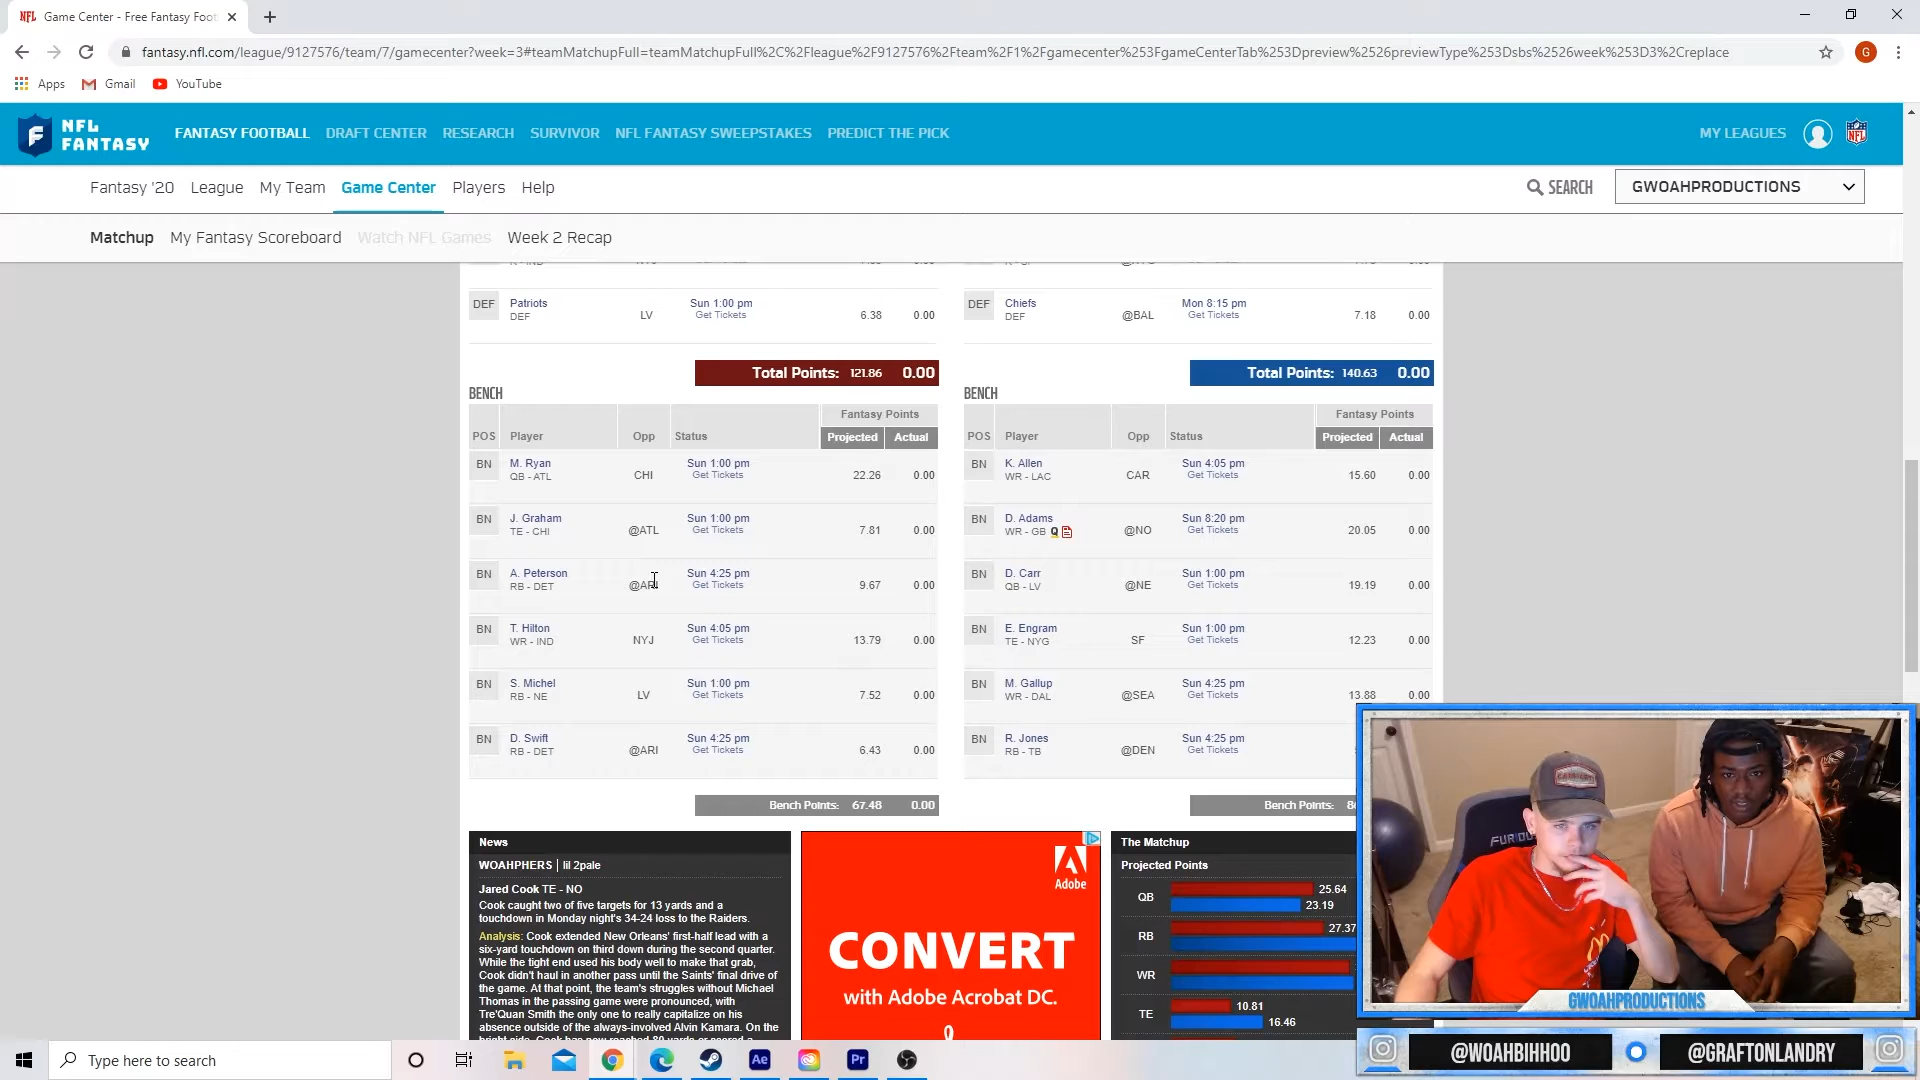 Game Center - Free Fantasy Foot
fantasy.nfl.com/league/9127576/team/7/gamecenter?week=3#teamMatchupFull=teamMatchupFull%2C%2Fleague%2F9127576%2Fteam%2F1%2Fgamecenter%253FgameCenterTab%253Dpreview%2526previewType%253Dsbs%2526week%253D3%2Creplace
G
Apps Gmail YouTube
NFL FANTASY
FANTASY FOOTBALL DRAFT CENTER RESEARCH SURVIVOR NFL FANTASY SWEEPSTAKES PREDICT THE PICK MY LEAGUES
Fantasy '20 League My Team Game Center Players Help SEARCH GWOAHPRODUCTIONS
Matchup My Fantasy Scoreboard Watch NFL Games Week 2 Recap
DEF Patriots Sun 1:00 pm
DEF LV Get Tickets 6.38 0.00
DEF Chiefs Mon 8:15 pm
DEF @BAL Get Tickets 7.18 0.00
Total Points: 121.86 0.00
Total Points: 140.63 0.00
BENCH
Fantasy Points
POS Player Opp Status Projected Actual
BN M. Ryan Sun 1:00 pm
QB - ATL CHI Get Tickets 22.26 0.00
BN J. Graham Sun 1:00 pm
TE - CHI @ATL Get Tickets 7.81 0.00
BN A. Peterson Sun 4:25 pm
RB - DET @ARI Get Tickets 9.67 0.00
BN T. Hilton Sun 4:05 pm
WR - IND NYJ Get Tickets 13.79 0.00
BN S. Michel Sun 1:00 pm
RB - NE LV Get Tickets 7.52 0.00
BN D. Swift Sun 4:25 pm
RB - DET @ARI Get Tickets 6.43 0.00
Bench Points: 67.48 0.00
BENCH
Fantasy Points
POS Player Opp Status Projected Actual
BN K. Allen Sun 4:05 pm
WR - LAC CAR Get Tickets 15.60 0.00
BN D. Adams Sun 8:20 pm
WR - GB Q @NO Get Tickets 20.05 0.00
BN D. Carr Sun 1:00 pm
QB - LV @NE Get Tickets 19.19 0.00
BN E. Engram Sun 1:00 pm
TE - NYG SF Get Tickets 12.23 0.00
BN M. Gallup Sun 4:25 pm
WR - DAL @SEA Get Tickets 13.88 0.00
BN R. Jones Sun 4:25 pm
RB - TB @DEN Get Tickets
Bench Points:
News
WOAHPHERS | lil 2pale
Jared Cook TE - NO
Cook caught two of five targets for 13 yards and a
touchdown in Monday night's 34-24 loss to the Raiders.
Analysis: Cook extended New Orleans' first-half lead with a
six-yard touchdown on third down during the second quarter.
While the tight end used his body well to make that grab,
Cook didn't haul in another pass until the Saints' final drive of
the game. At that point, the team's struggles without Michael
Thomas in the passing game were pronounced, with
Tre'Quan Smith the only one to really capitalize on his
absence outside of the always-involved Alvin Kamara. On the
Adobe
CONVERT
with Adobe Acrobat DC.
The Matchup
Projected Points
QB 25.64
23.19
RB 27.37
WR
TE 10.81
16.46
GWOAHPRODUCTIONS
@WOAHBIHHOO @GRAFTONLANDRY
Type here to search
Ae Pr